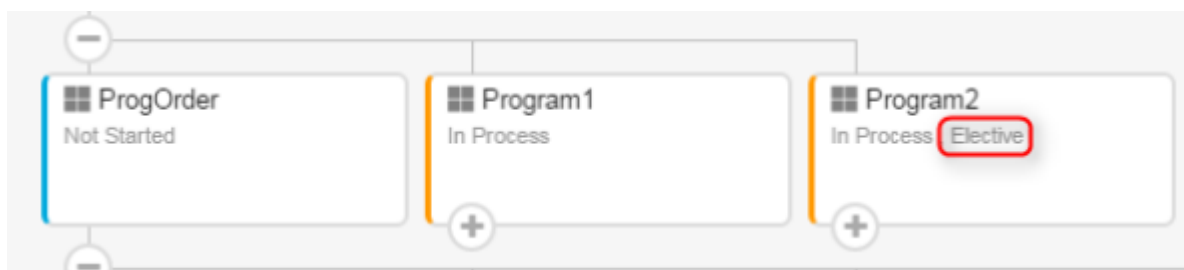 ProgOrder
Not Started
Program1
In Process
Program2
In Process Elective